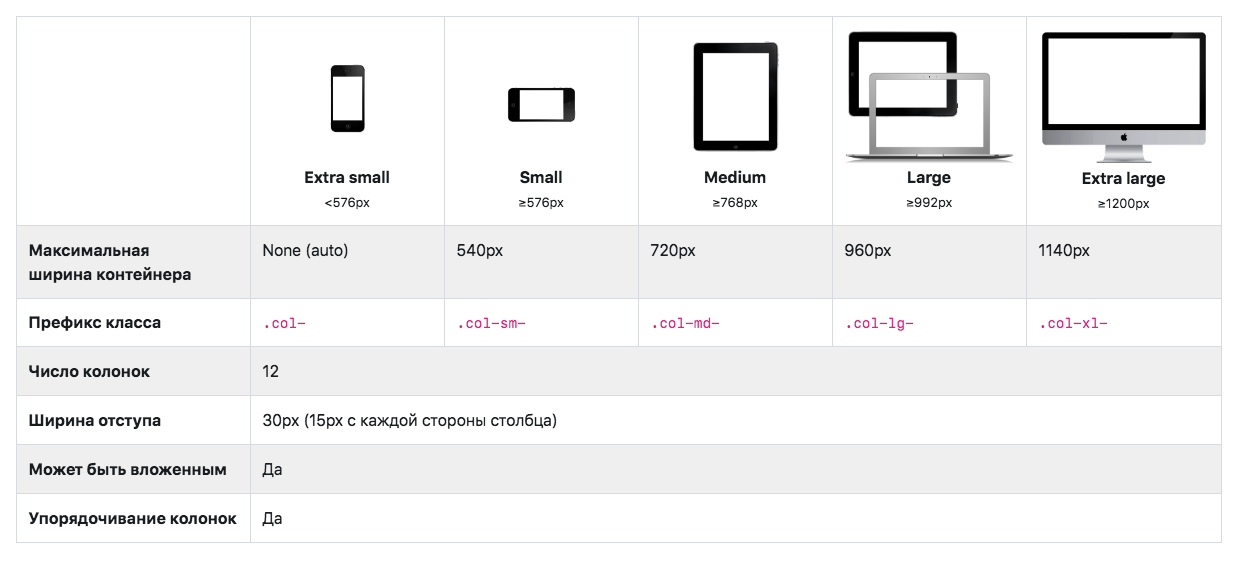 Extra small
<576px
Small
≥576px
Medium
≥768px
Large
≥992px
Extra large
≥1200px
Максимальная
ширина контейнера
None (auto)
540px
720px
960px
1140px
Префикс класса
.col-
.col-sm-
.col-md-
.col-lg-
.col-xl-
Число колонок
12
Ширина отступа
30px (15px с каждой стороны столбца)
Может быть вложенным
Да
Упорядочивание колонок
Да